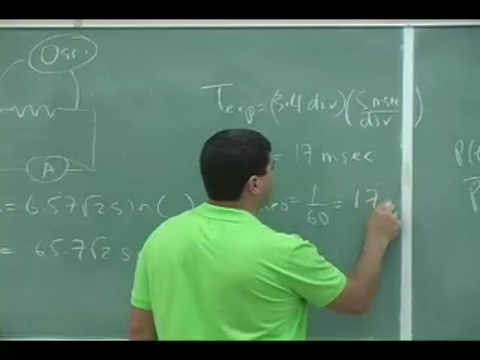 Osc.
T exp = (3.4 div)(5 msec/div)
= 17 msec
A
= 6.57√2 sin( )
= 1/60 = 17
= 65.7√2 s
P(
P